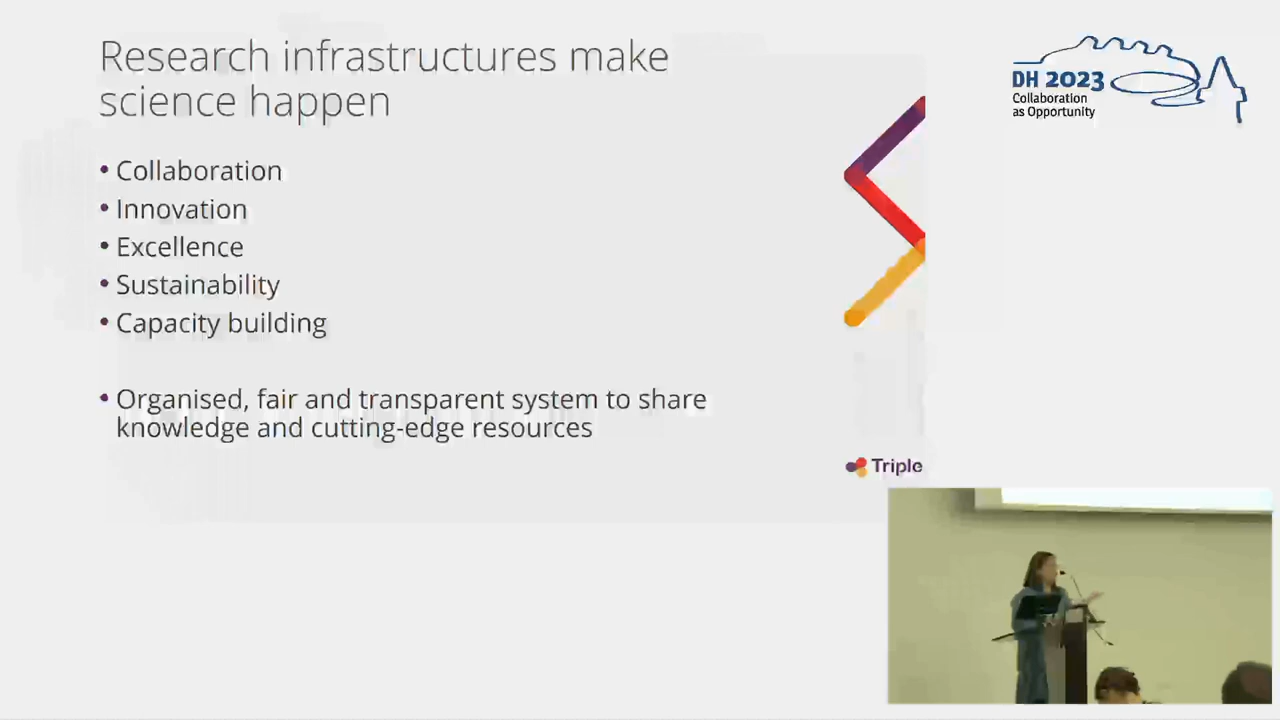 Research infrastructures make
science happen
• Collaboration
• Innovation
• Excellence
• Sustainability
• Capacity building
• Organised, fair and transparent system to share
knowledge and cutting-edge resources
Triple
DH 2023
Collaboration
as Opportunity